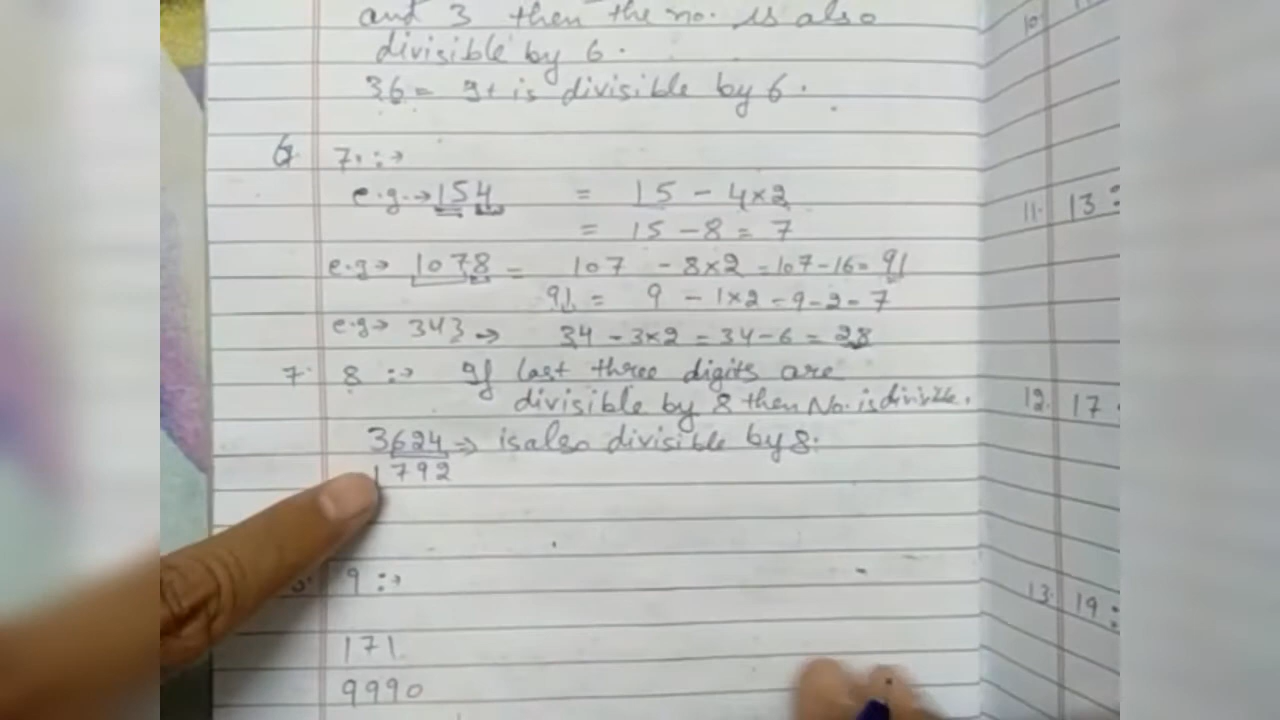 and 3 then the no. is also
divisible by 6.
36 = It is divisible by 6.
6 7. :→
e.g.→ 154 = 15 - 4×2
= 15 - 8 = 7
e.g→ 1078 = 107 - 8×2 = 107-16= 91
91 = 9 - 1×2 = 9-2=7
e.g→ 343 → 34 - 3×2 = 34-6 = 28
7. 8 :→ If last three digits are
divisible by 8 then No. is divisible.
3624 => is also divisible by 8.
1792
9 :→
171
9990
10.
11. 13 :
12. 17
13. 19 :